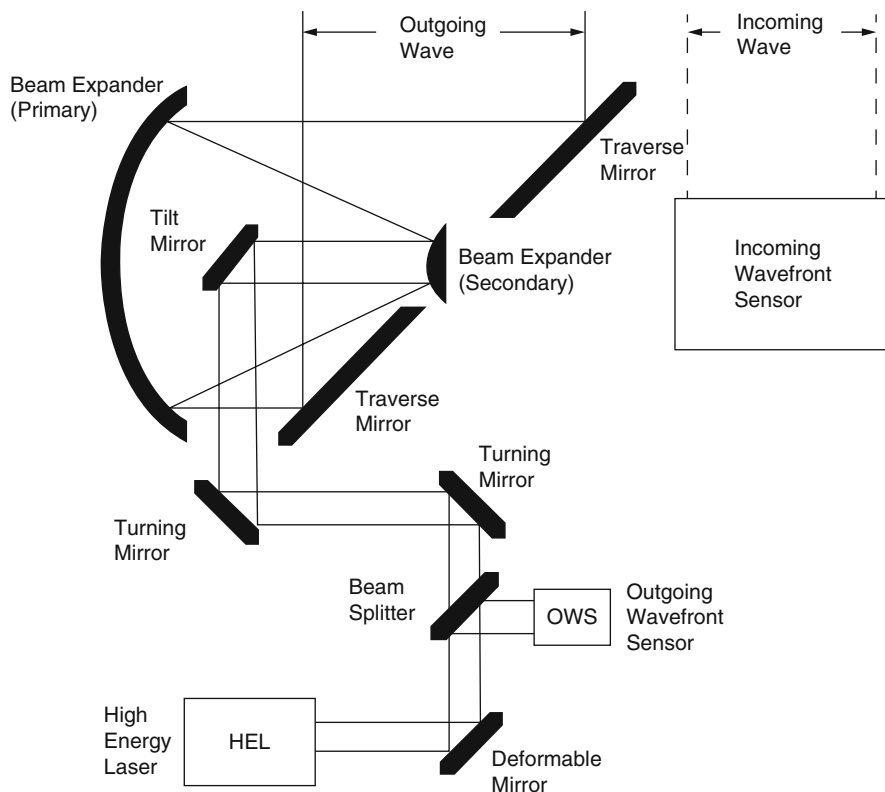 Outgoing
Wave
Incoming
Wave
Beam Expander
(Primary)
Traverse
Mirror
Tilt
Mirror
Beam Expander
(Secondary)
Incoming
Wavefront
Sensor
Traverse
Mirror
Turning
Mirror
Turning
Mirror
Beam
Splitter
OWS
Outgoing
Wavefront
Sensor
High
Energy
Laser
HEL
Deformable
Mirror